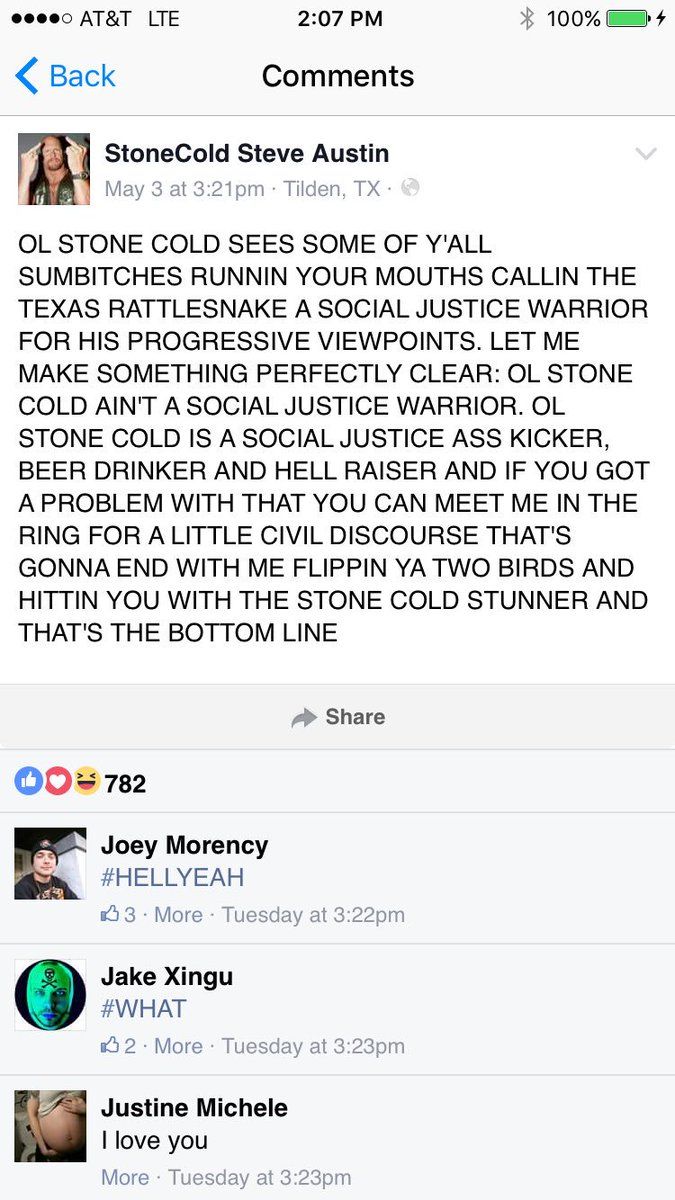 AT&T LTE 2:07 PM 100%
Back Comments
StoneCold Steve Austin
May 3 at 3:21pm · Tilden, TX ·
OL STONE COLD SEES SOME OF Y'ALL
SUMBITCHES RUNNIN YOUR MOUTHS CALLIN THE
TEXAS RATTLESNAKE A SOCIAL JUSTICE WARRIOR
FOR HIS PROGRESSIVE VIEWPOINTS. LET ME
MAKE SOMETHING PERFECTLY CLEAR: OL STONE
COLD AIN'T A SOCIAL JUSTICE WARRIOR. OL
STONE COLD IS A SOCIAL JUSTICE ASS KICKER,
BEER DRINKER AND HELL RAISER AND IF YOU GOT
A PROBLEM WITH THAT YOU CAN MEET ME IN THE
RING FOR A LITTLE CIVIL DISCOURSE THAT'S
GONNA END WITH ME FLIPPIN YA TWO BIRDS AND
HITTIN YOU WITH THE STONE COLD STUNNER AND
THAT'S THE BOTTOM LINE
Share
782
Joey Morency
#HELLYEAH
3 · More · Tuesday at 3:22pm
Jake Xingu
#WHAT
2 · More · Tuesday at 3:23pm
Justine Michele
I love you
More · Tuesday at 3:23pm